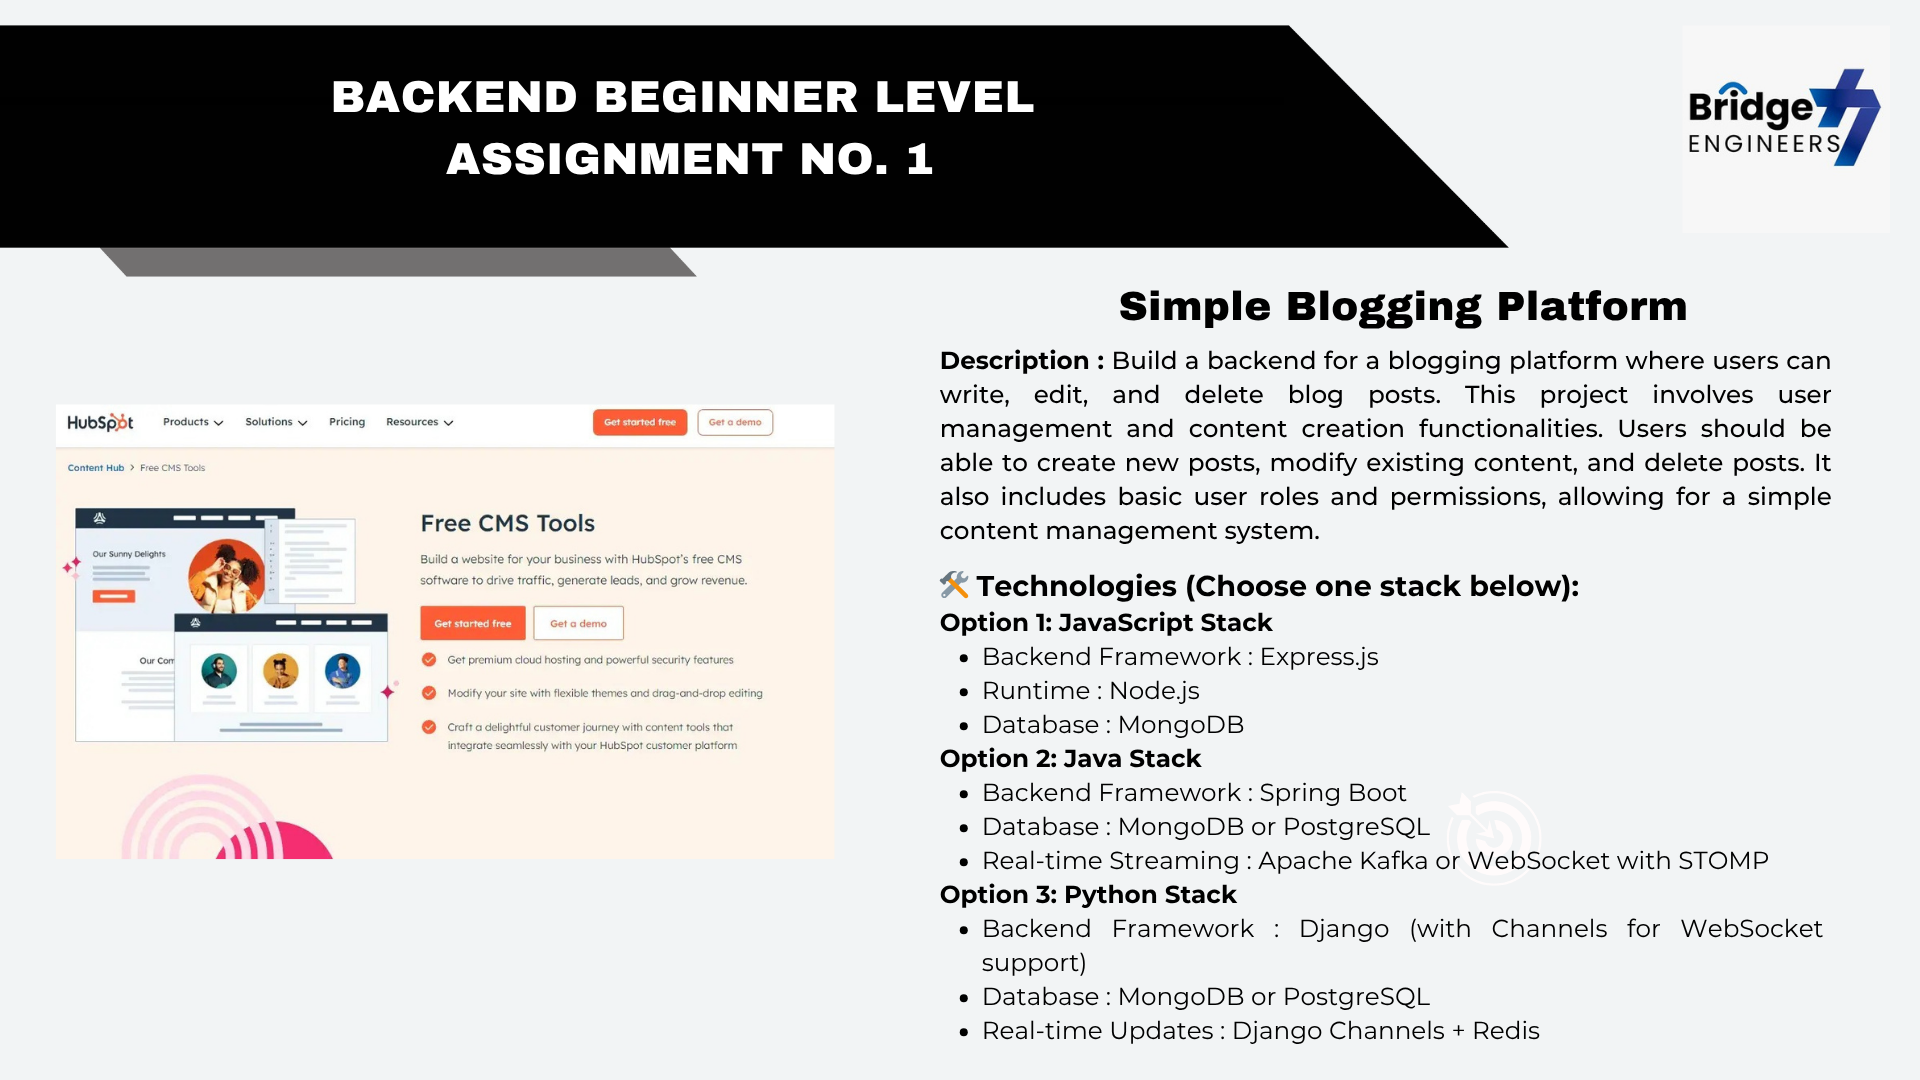 BACKEND BEGINNER LEVEL
ASSIGNMENT NO. 1
Bridge
ENGINEERS
HubSpot
Products
Solutions
Pricing
Resources
Get started free
Get a demo
Content Hub > Free CMS Tools
Our Sunny Delights
Our Com
Free CMS Tools
Build a website for your business with HubSpot's free CMS
software to drive traffic, generate leads, and grow revenue.
Get started free
Get a demo
Get premium cloud hosting and powerful security features
Modify your site with flexible themes and drag-and-drop editing
Craft a delightful customer journey with content tools that
integrate seamlessly with your HubSpot customer platform
Simple Blogging Platform
Description : Build a backend for a blogging platform where users can
write, edit, and delete blog posts. This project involves user
management and content creation functionalities. Users should be
able to create new posts, modify existing content, and delete posts. It
also includes basic user roles and permissions, allowing for a simple
content management system.
🛠 Technologies (Choose one stack below):
Option 1: JavaScript Stack
• Backend Framework : Express.js
• Runtime : Node.js
• Database : MongoDB
Option 2: Java Stack
• Backend Framework : Spring Boot
• Database : MongoDB or PostgreSQL
• Real-time Streaming : Apache Kafka or WebSocket with STOMP
Option 3: Python Stack
• Backend Framework : Django (with Channels for WebSocket
support)
• Database : MongoDB or PostgreSQL
• Real-time Updates : Django Channels + Redis